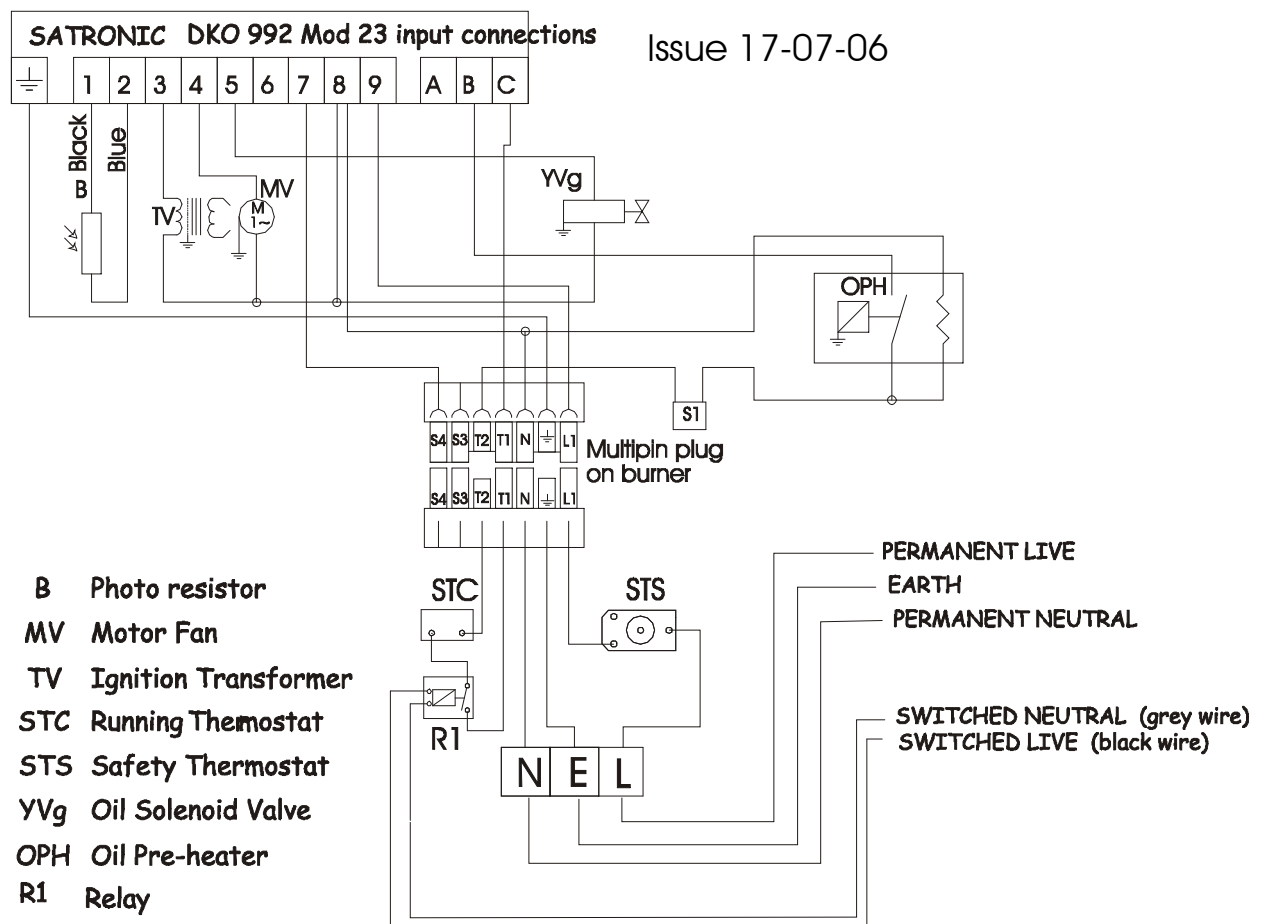 SATRONIC DKO 992 Mod 23 input connections
Issue 17-07-06
1 2 3 4 5 6 7 8 9 A B C
Black
Blue
B
TV
MV
M
1~
YVg
OPH
S1
S4 S3 T2 T1 N L1
Multipin plug
on burner
S4 S3 T2 T1 N L1
STC
STS
R1
N E L
PERMANENT LIVE
EARTH
PERMANENT NEUTRAL
SWITCHED NEUTRAL (grey wire)
SWITCHED LIVE (black wire)
B Photo resistor
MV Motor Fan
TV Ignition Transformer
STC Running Thermostat
STS Safety Thermostat
YVg Oil Solenoid Valve
OPH Oil Pre-heater
R1 Relay